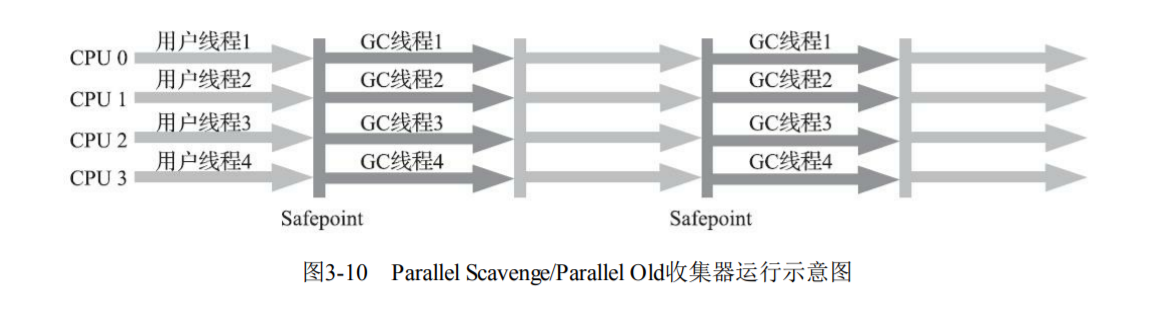 CPU 0 用户线程1 GC线程1 GC线程1
CPU 1 用户线程2 GC线程2 GC线程2
CPU 2 用户线程3 GC线程3 GC线程3
CPU 3 用户线程4 GC线程4 GC线程4
Safepoint Safepoint
图3-10 Parallel Scavenge/Parallel Old收集器运行示意图